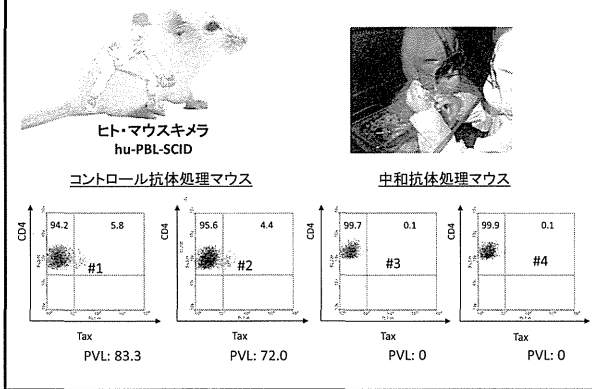 ヒト・マウスキメラ
hu-PBL-SCID
コントロール抗体処理マウス
中和抗体処理マウス
CD4
94.2 5.8
#1
Tax
PVL: 83.3
CD4
95.6 4.4
#2
Tax
PVL: 72.0
CD4
99.7 0.1
#3
Tax
PVL: 0
CD4
99.9 0.1
#4
Tax
PVL: 0